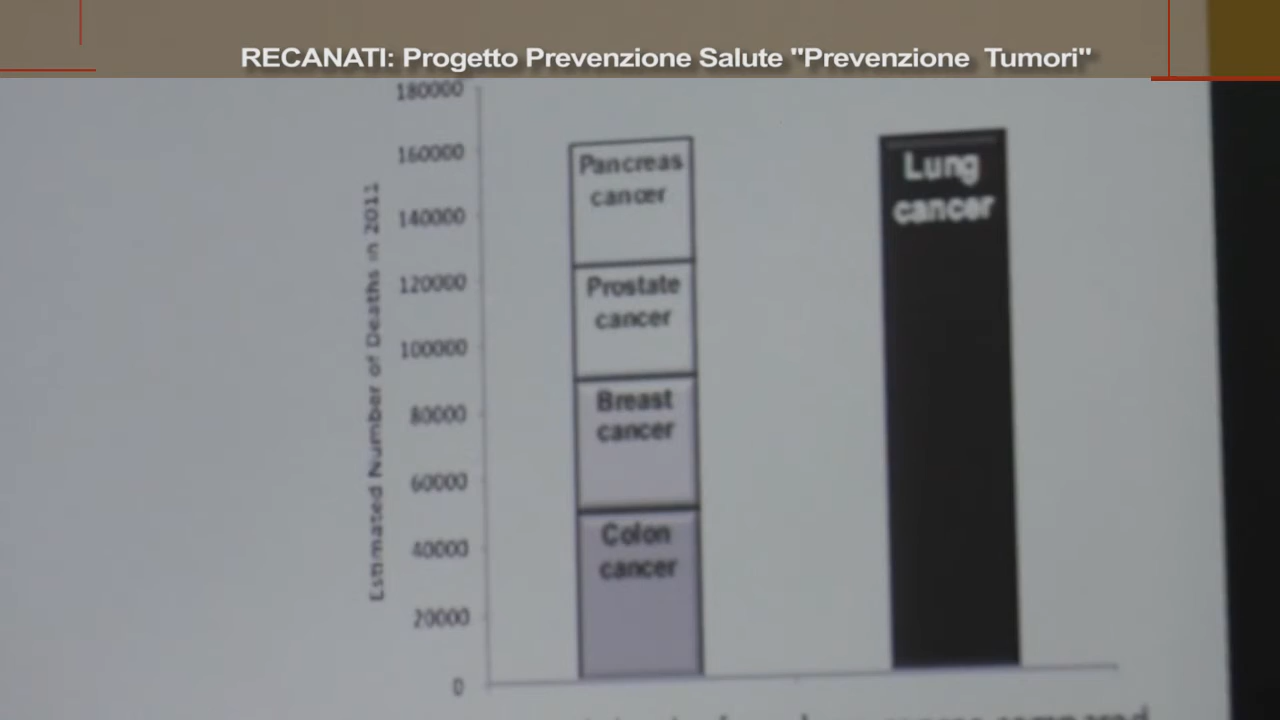 RECANATI: Progetto Prevenzione Salute "Prevenzione Tumori"
180000
160000
140000
120000
100000
80000
60000
40000
20000
0
Estimated Number of Deaths in 2011
Pancreas
cancer
Prostate
cancer
Breast
cancer
Colon
cancer
Lung
cancer